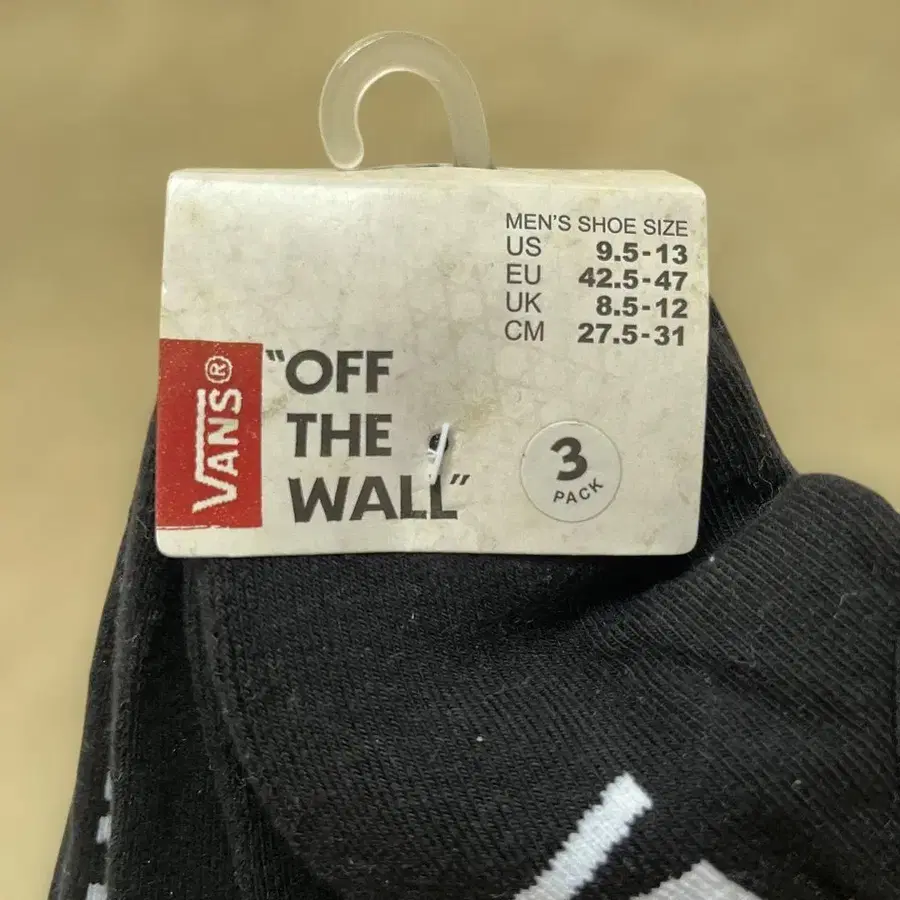 MEN'S SHOE SIZE
US 9.5-13
EU 42.5-47
UK 8.5-12
CM 27.5-31
VANS®
"OFF
THE
WALL"
3
PACK